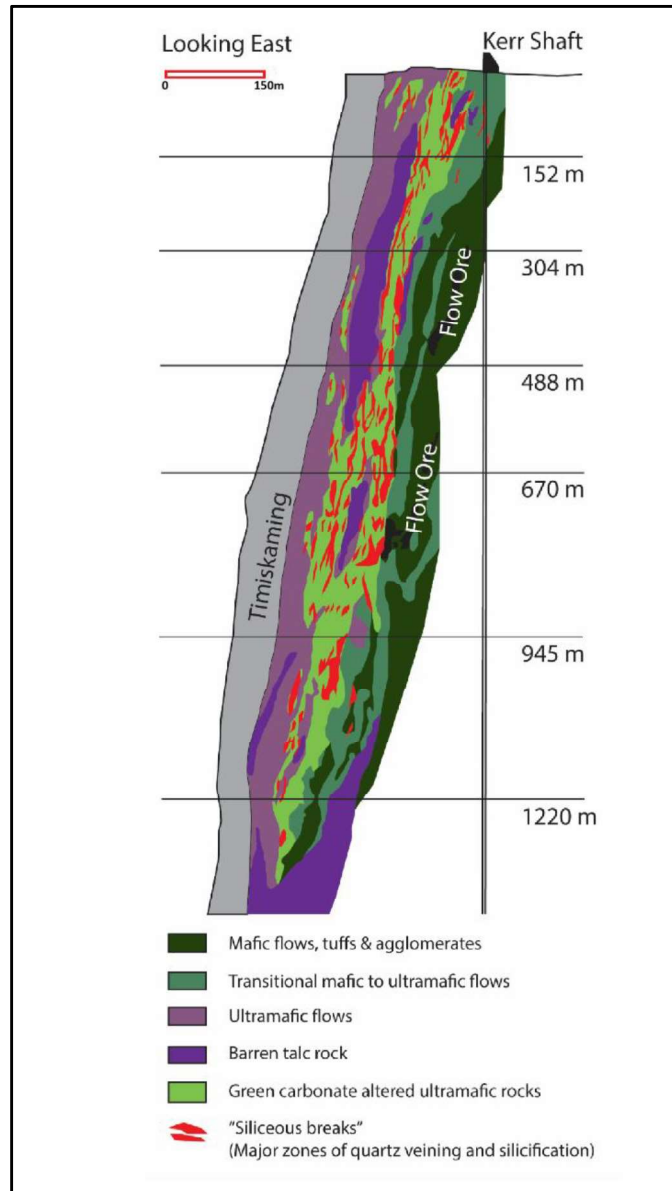 Looking East
Kerr Shaft
0 150m
152 m
304 m
Flow Ore
488 m
670 m
Flow Ore
Timiskaming
945 m
1220 m
Mafic flows, tuffs & agglomerates
Transitional mafic to ultramafic flows
Ultramafic flows
Barren talc rock
Green carbonate altered ultramafic rocks
"Siliceous breaks"
(Major zones of quartz veining and silicification)